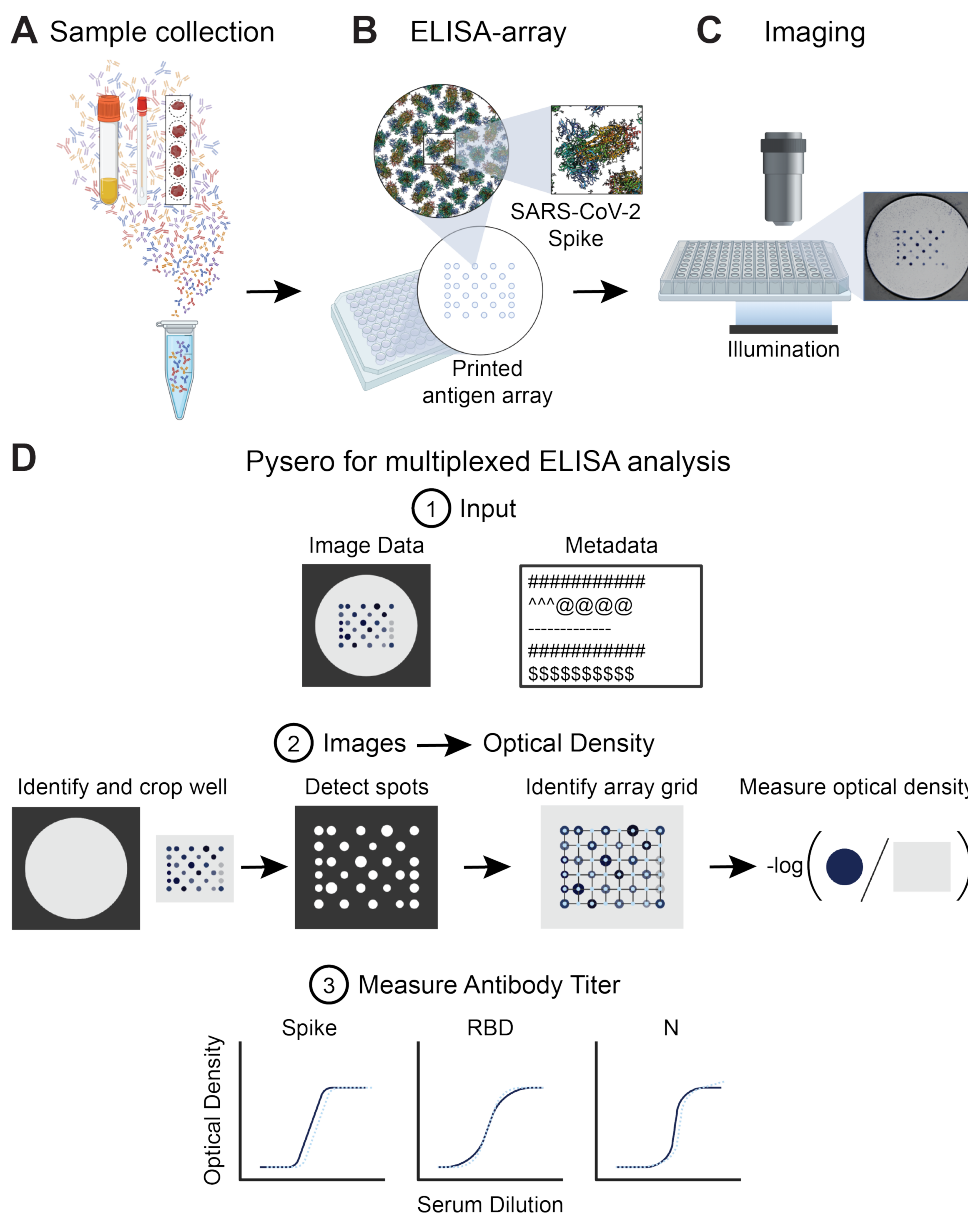 A Sample collection
B ELISA-array
C Imaging
SARS-CoV-2
Spike
Printed
antigen array
Illumination
D
Pysero for multiplexed ELISA analysis
1 Input
Image Data
Metadata
###########
^^^@@@@
-------------
###########
$$$$$$$$$$
2 Images Optical Density
Identify and crop well
Detect spots
Identify array grid
Measure optical density
-log( / )
3 Measure Antibody Titer
Spike
RBD
N
Optical Density
Serum Dilution